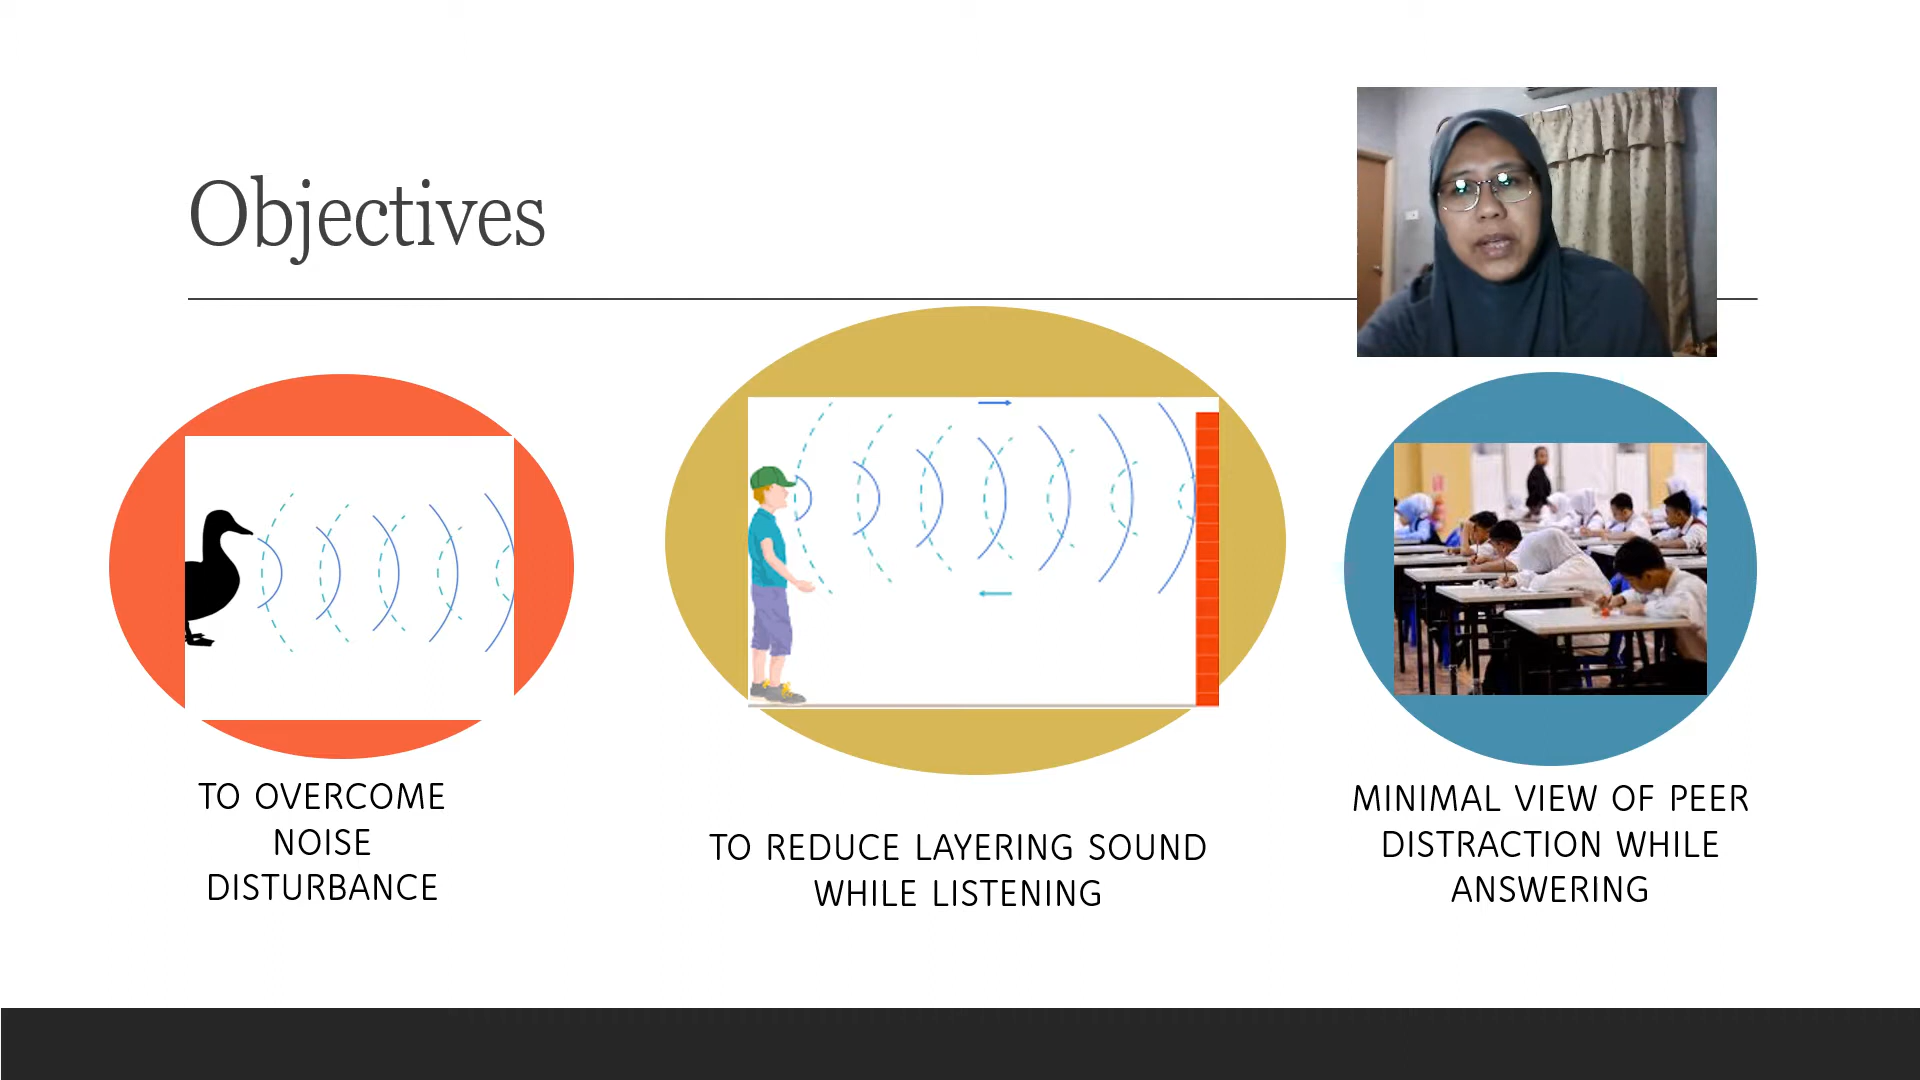 Objectives
TO OVERCOME
NOISE
DISTURBANCE
TO REDUCE LAYERING SOUND
WHILE LISTENING
MINIMAL VIEW OF PEER
DISTRACTION WHILE
ANSWERING